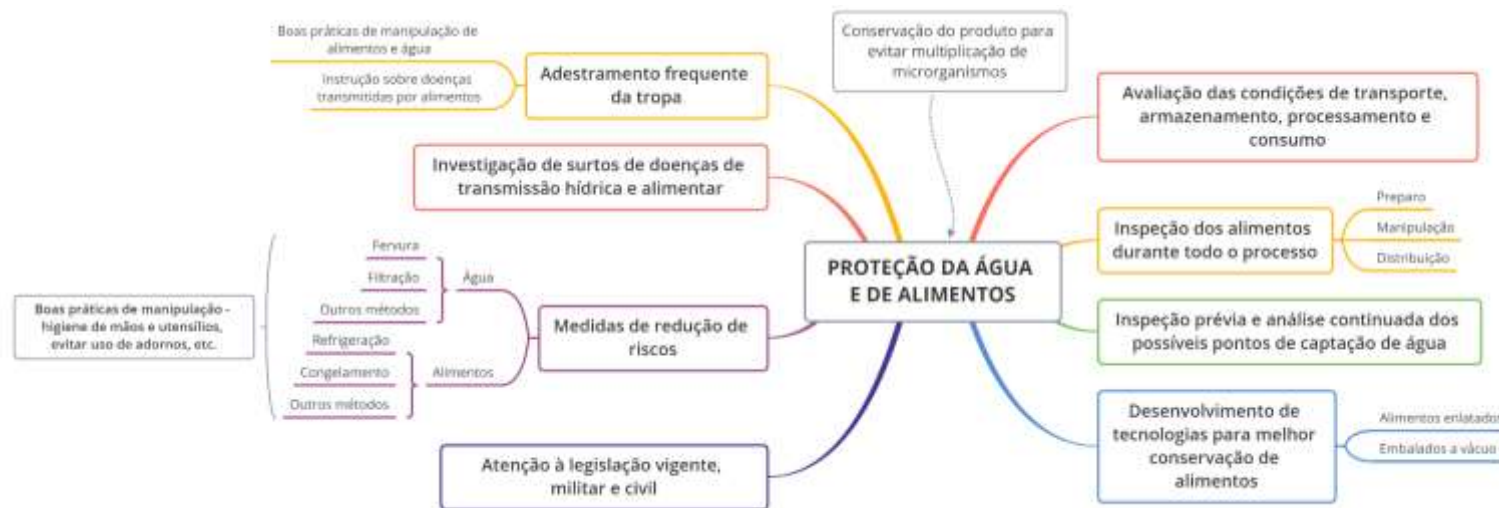 Boas práticas de manipulação de
alimentos e água
Instrução sobre doenças
transmitidas por alimentos
Adestramento frequente
da tropa
Investigação de surtos de doenças de
transmissão hídrica e alimentar
Boas práticas de manipulação -
higiene de mãos e utensílios,
evitar uso de adornos, etc.
Fervura
Filtração
Outros métodos
Água
Refrigeração
Congelamento
Outros métodos
Alimentos
Medidas de redução de
riscos
Atenção à legislação vigente,
militar e civil
Conservação do produto para
evitar multiplicação de
microrganismos
PROTEÇÃO DA ÁGUA
E DE ALIMENTOS
Avaliação das condições de transporte,
armazenamento, processamento e
consumo
Inspeção dos alimentos
durante todo o processo
Preparo
Manipulação
Distribuição
Inspeção prévia e análise continuada dos
possíveis pontos de captação de água
Desenvolvimento de
tecnologias para melhor
conservação de
alimentos
Alimentos enlatados
Embalados a vácuo